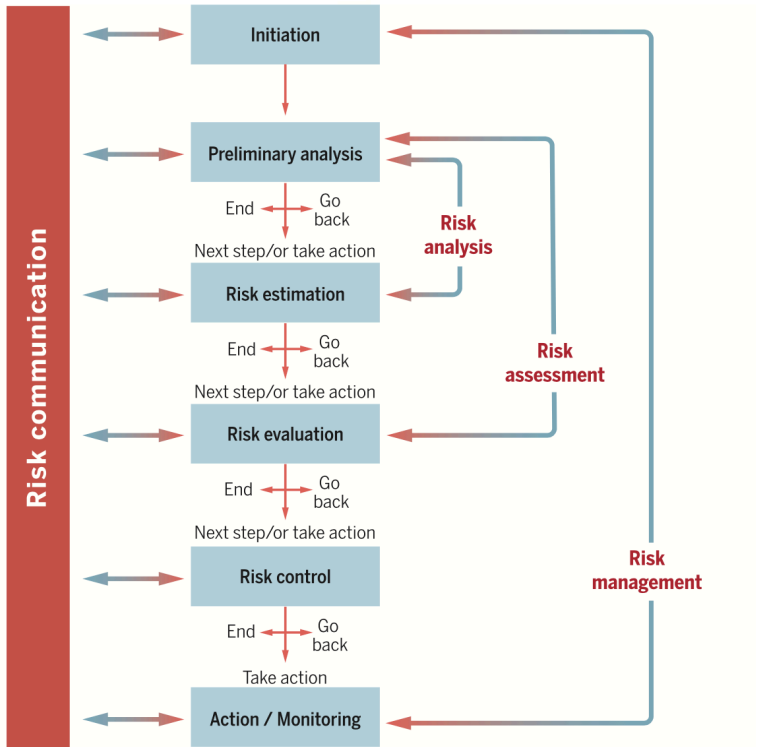 Risk communication
Initiation
Preliminary analysis
End
Go
back
Risk
analysis
Next step/or take action
Risk estimation
End
Go
back
Risk
assessment
Next step/or take action
Risk evaluation
End
Go
back
Next step/or take action
Risk control
Risk
management
End
Go
back
Take action
Action / Monitoring